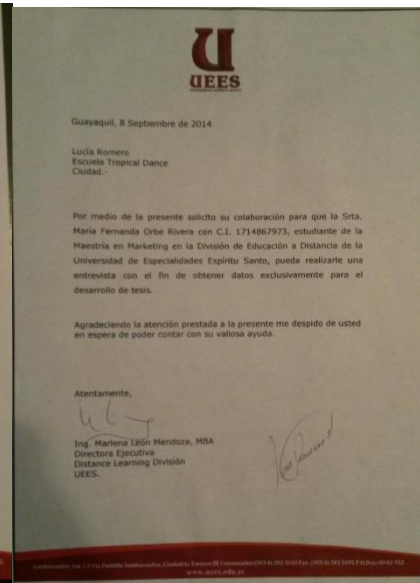 UEES
Guayaquil, 8 Septiembre de 2014
Lucía Romero
Escuela Tropical Dance
Ciudad.-
Por medio de la presente solicito su colaboración para que la Srta.
María Fernanda Orbe Rivera con C.I. 1714867973, estudiante de la
Maestría en Marketing en la División de Educación a Distancia de la
Universidad de Especialidades Espíritu Santo, pueda realizarle una
entrevista con el fin de obtener datos exclusivamente para el
desarrollo de tesis.
Agradeciendo la atención prestada a la presente me despido de usted
en espera de poder contar con su valiosa ayuda.
Atentamente,
Ing. Marlena León Mendoza, MBA
Directora Ejecutiva
Distance Learning División
UEES.
www.uees.edu.ec